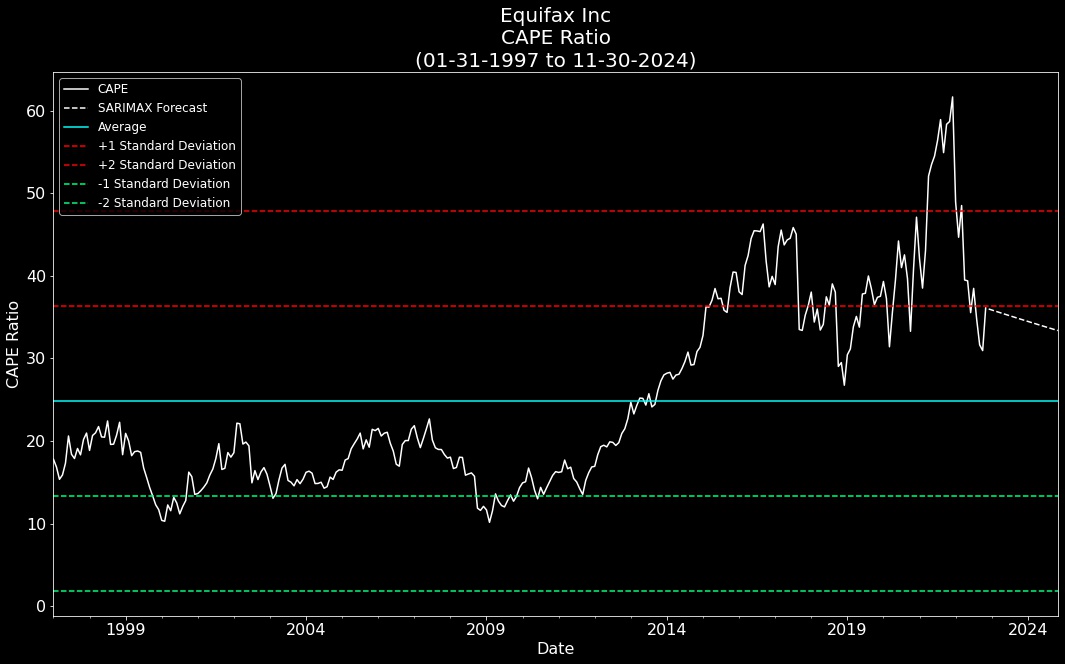 Equifax Inc
CAPE Ratio
(01-31-1997 to 11-30-2024)
CAPE
SARIMAX Forecast
Average
+1 Standard Deviation
+2 Standard Deviation
-1 Standard Deviation
-2 Standard Deviation
CAPE Ratio
60
50
40
30
20
10
0
1999
2004
2009
2014
2019
2024
Date